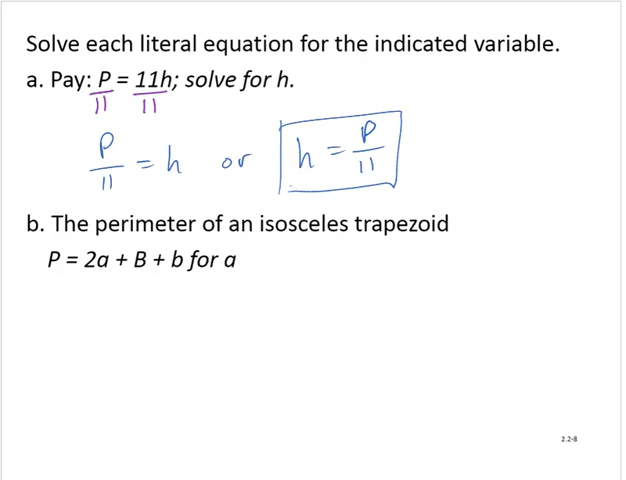 Solve each literal equation for the indicated variable.
a. Pay: P = 11h; solve for h.
11 11
P/11 = h or h = P/11
b. The perimeter of an isosceles trapezoid
P = 2a + B + b for a
2.2-8